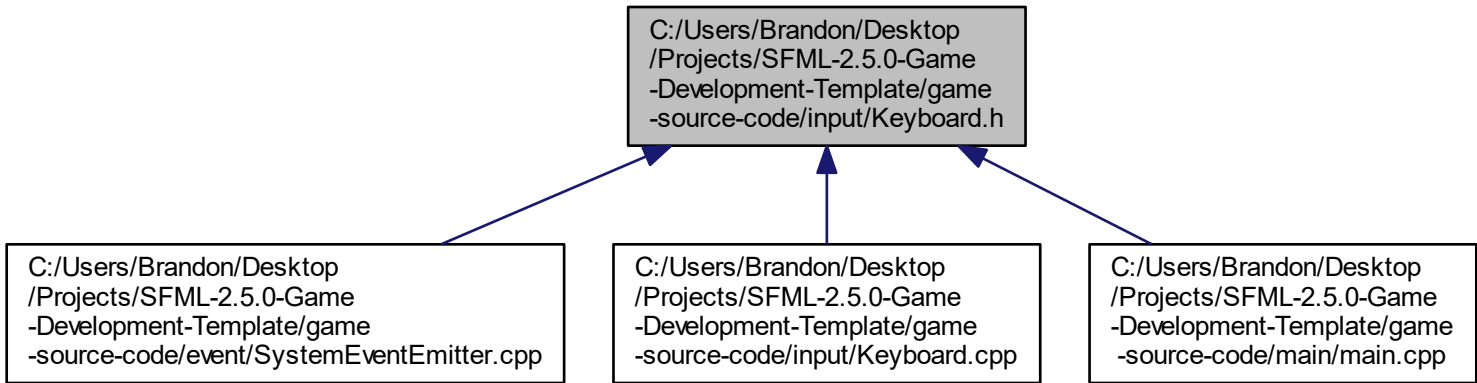 C:/Users/Brandon/Desktop
/Projects/SFML-2.5.0-Game
-Development-Template/game
-source-code/input/Keyboard.h
C:/Users/Brandon/Desktop
/Projects/SFML-2.5.0-Game
-Development-Template/game
-source-code/event/SystemEventEmitter.cpp
C:/Users/Brandon/Desktop
/Projects/SFML-2.5.0-Game
-Development-Template/game
-source-code/input/Keyboard.cpp
C:/Users/Brandon/Desktop
/Projects/SFML-2.5.0-Game
-Development-Template/game
-source-code/main/main.cpp